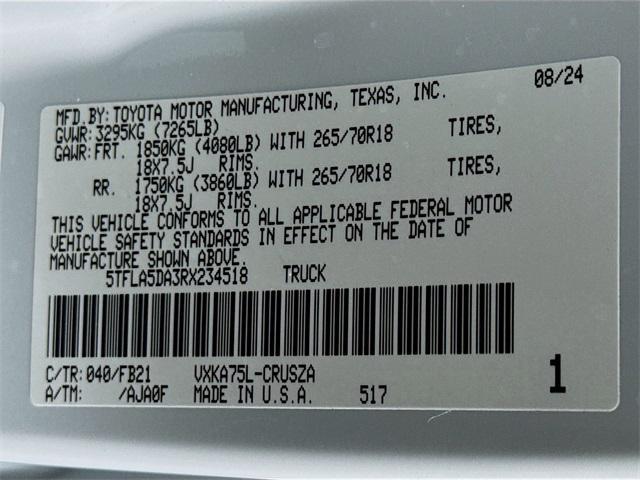 08/24
MFD.BY:TOYOTA MOTOR MANUFACTURING, TEXAS, INC.
GVWR:3295KG (7265LB)
GAWR:FRT. 1850KG (4080LB) WITH 265/70R18 TIRES,
18X7.5J RIMS.
RR. 1750KG (3860LB) WITH 265/70R18 TIRES,
18X7.5J RIMS.
THIS VEHICLE CONFORMS TO ALL APPLICABLE FEDERAL MOTOR
VEHICLE SAFETY STANDARDS IN EFFECT ON THE DATE OF
MANUFACTURE SHOWN ABOVE.
5TFLA5DA3RX234518 TRUCK
C/TR:040/FB21 VXKA75L-CRUSZA
A/TM: /AJA0F MADE IN U.S.A. 517
1